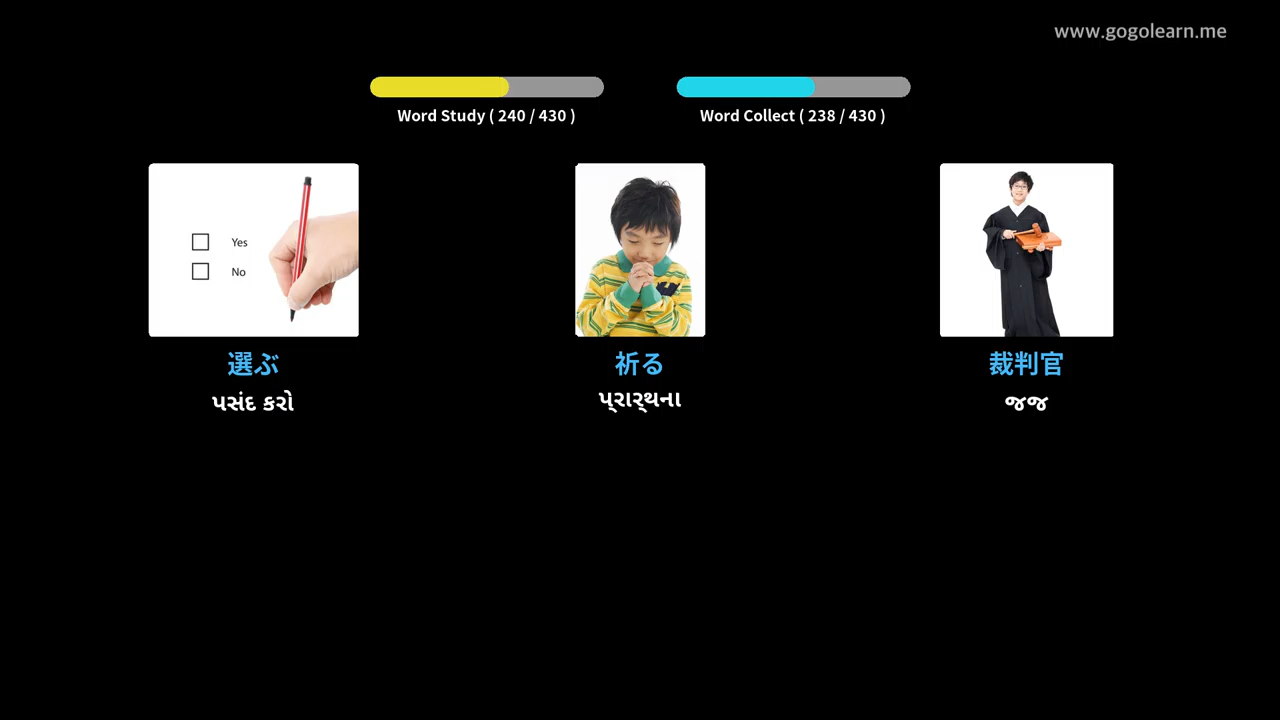 www.gogolearn.me
Word Study ( 240 / 430 )
Word Collect ( 238 / 430 )
Yes
No
選ぶ
祈る
裁判官
પસંદ કરો
પ્રાર્થના
જજ